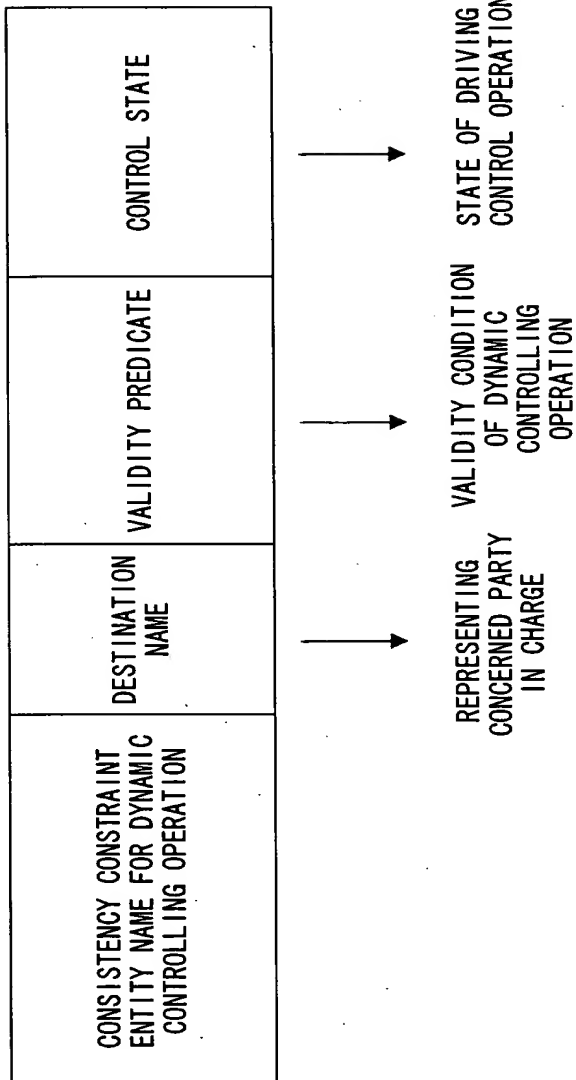 CONSISTENCY CONSTRAINT
ENTITY NAME FOR DYNAMIC
CONTROLLING OPERATION
DESTINATION
NAME
VALIDITY PREDICATE
CONTROL STATE
REPRESENTING
CONCERNED PARTY
IN CHARGE
VALIDITY CONDITION
OF DYNAMIC
CONTROLLING
OPERATION
STATE OF DRIVING
CONTROL OPERATION